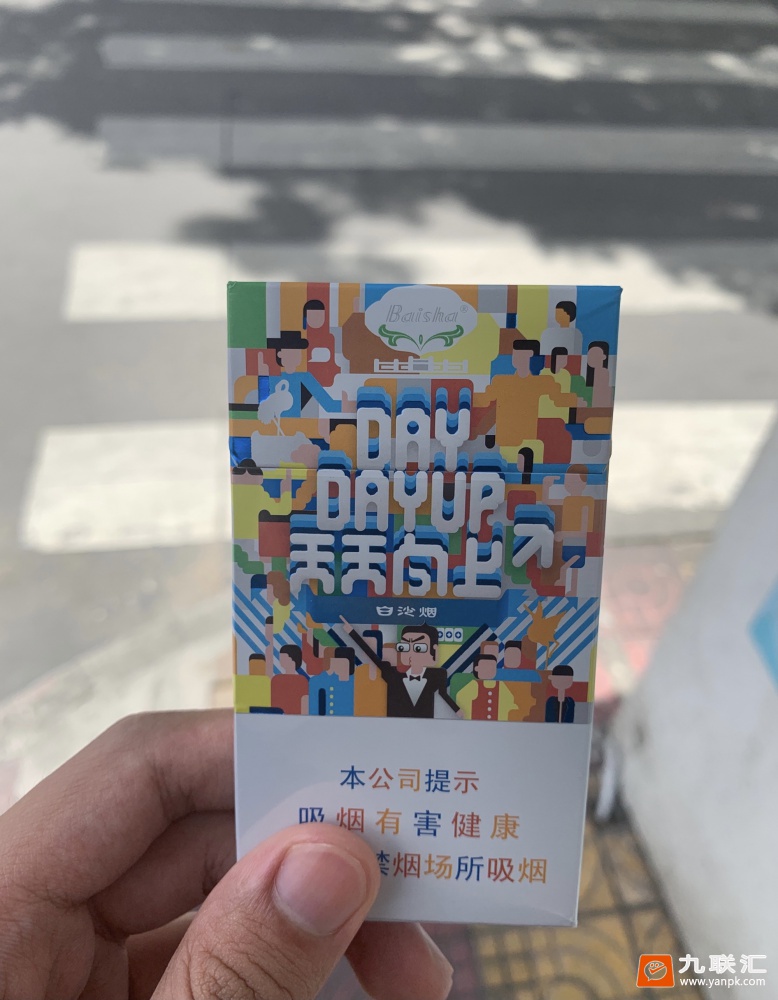 Baisha®
DAY
DAYUP
天天向上
白沙烟
本公司提示
吸烟有害健康
禁烟场所吸烟
九联汇
www.yanpk.com